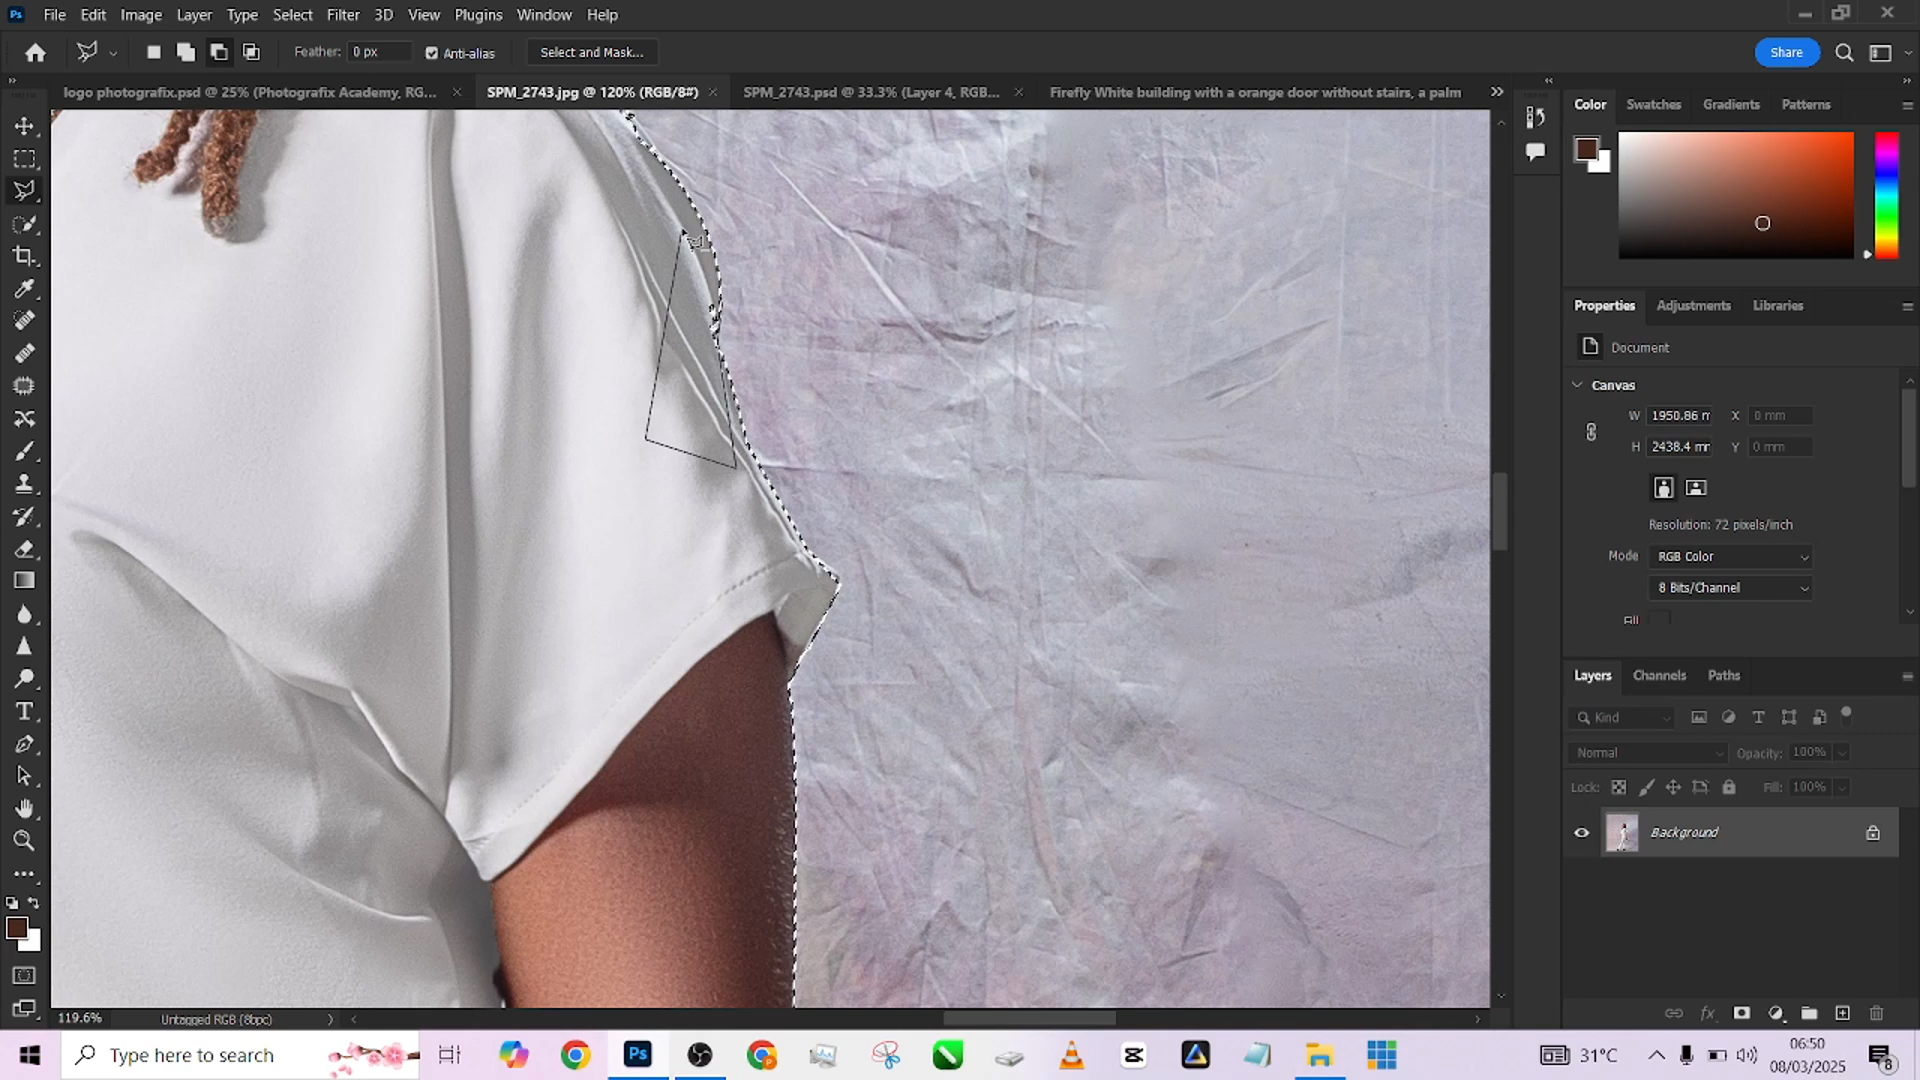 File Edit Image Layer Type Select Filter 3D View Plugins Window Help
Feather: 0 px Anti-alias Select and Mask... Share
logo photografix.psd @ 25% (Photografix Academy, RG... SPM_2743.jpg @ 120% (RGB/8#) SPM_2743.psd @ 33.3% (Layer 4, RGB... Firefly White building with a orange door without stairs, a palm
Color Swatches Gradients Patterns
Properties Adjustments Libraries
Document
Canvas
W 1950.86 m X 0 mm
H 2438.4 mm Y 0 mm
Resolution: 72 pixels/inch
Mode RGB Color
8 Bits/Channel
Fill
Layers Channels Paths
Kind
Normal Opacity: 100%
Lock: Fill: 100%
Background
119.6% Untagged RGB (8bpc)
Type here to search
31°C
06:50
08/03/2025
8